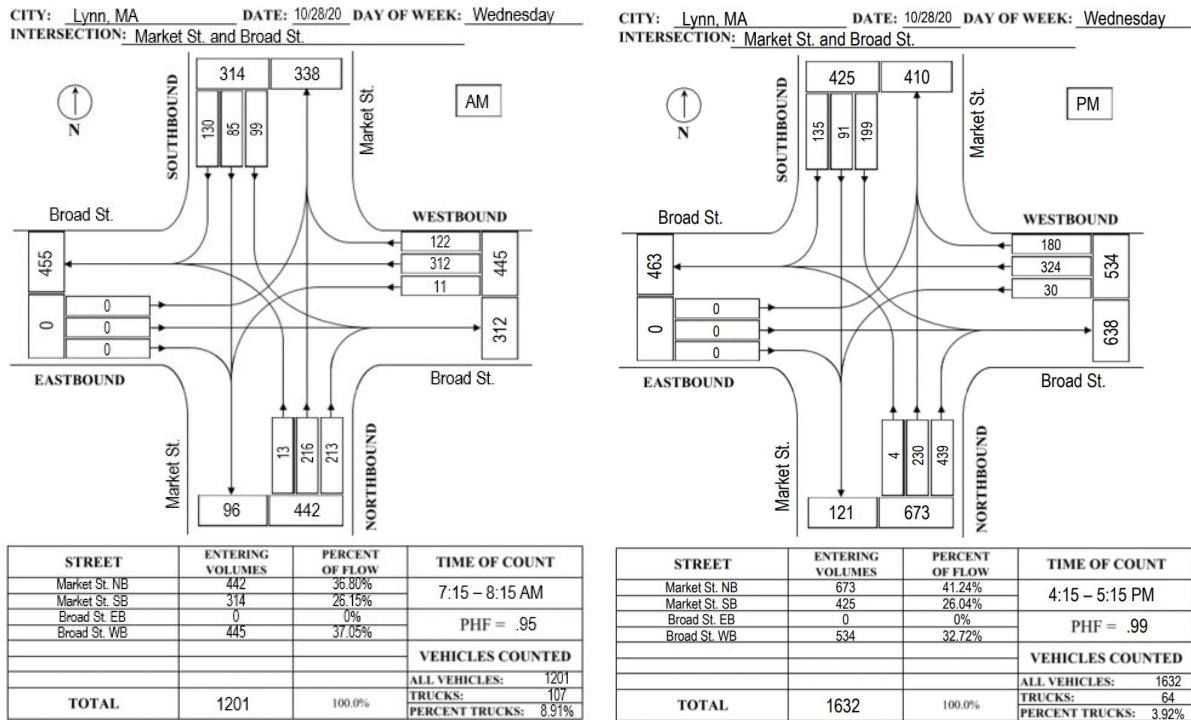 CITY: Lynn, MA DATE: 10/28/20 DAY OF WEEK: Wednesday
INTERSECTION: Market St. and Broad St.
314 338
AM
N
SOUTHBOUND
130 85 99
Market St.
Broad St.
WESTBOUND
122
455
312
445
11
0
0
0
0
312
EASTBOUND
Broad St.
Market St.
13 216 213
NORTHBOUND
96 442
STREET ENTERING VOLUMES PERCENT OF FLOW TIME OF COUNT
Market St. NB 442 36.80%
Market St. SB 314 26.15% 7:15 – 8:15 AM
Broad St. EB 0 0%
Broad St. WB 445 37.05% PHF = .95
VEHICLES COUNTED
ALL VEHICLES: 1201
TOTAL 1201 100.0% TRUCKS: 107
PERCENT TRUCKS: 8.91%
CITY: Lynn, MA DATE: 10/28/20 DAY OF WEEK: Wednesday
INTERSECTION: Market St. and Broad St.
425 410
PM
N
SOUTHBOUND
135 91 199
Market St.
Broad St.
WESTBOUND
180
463
324
534
30
0
0
0
0
638
EASTBOUND
Broad St.
Market St.
4 230 439
NORTHBOUND
121 673
STREET ENTERING VOLUMES PERCENT OF FLOW TIME OF COUNT
Market St. NB 673 41.24%
Market St. SB 425 26.04% 4:15 – 5:15 PM
Broad St. EB 0 0%
Broad St. WB 534 32.72% PHF = .99
VEHICLES COUNTED
ALL VEHICLES: 1632
TOTAL 1632 100.0% TRUCKS: 64
PERCENT TRUCKS: 3.92%